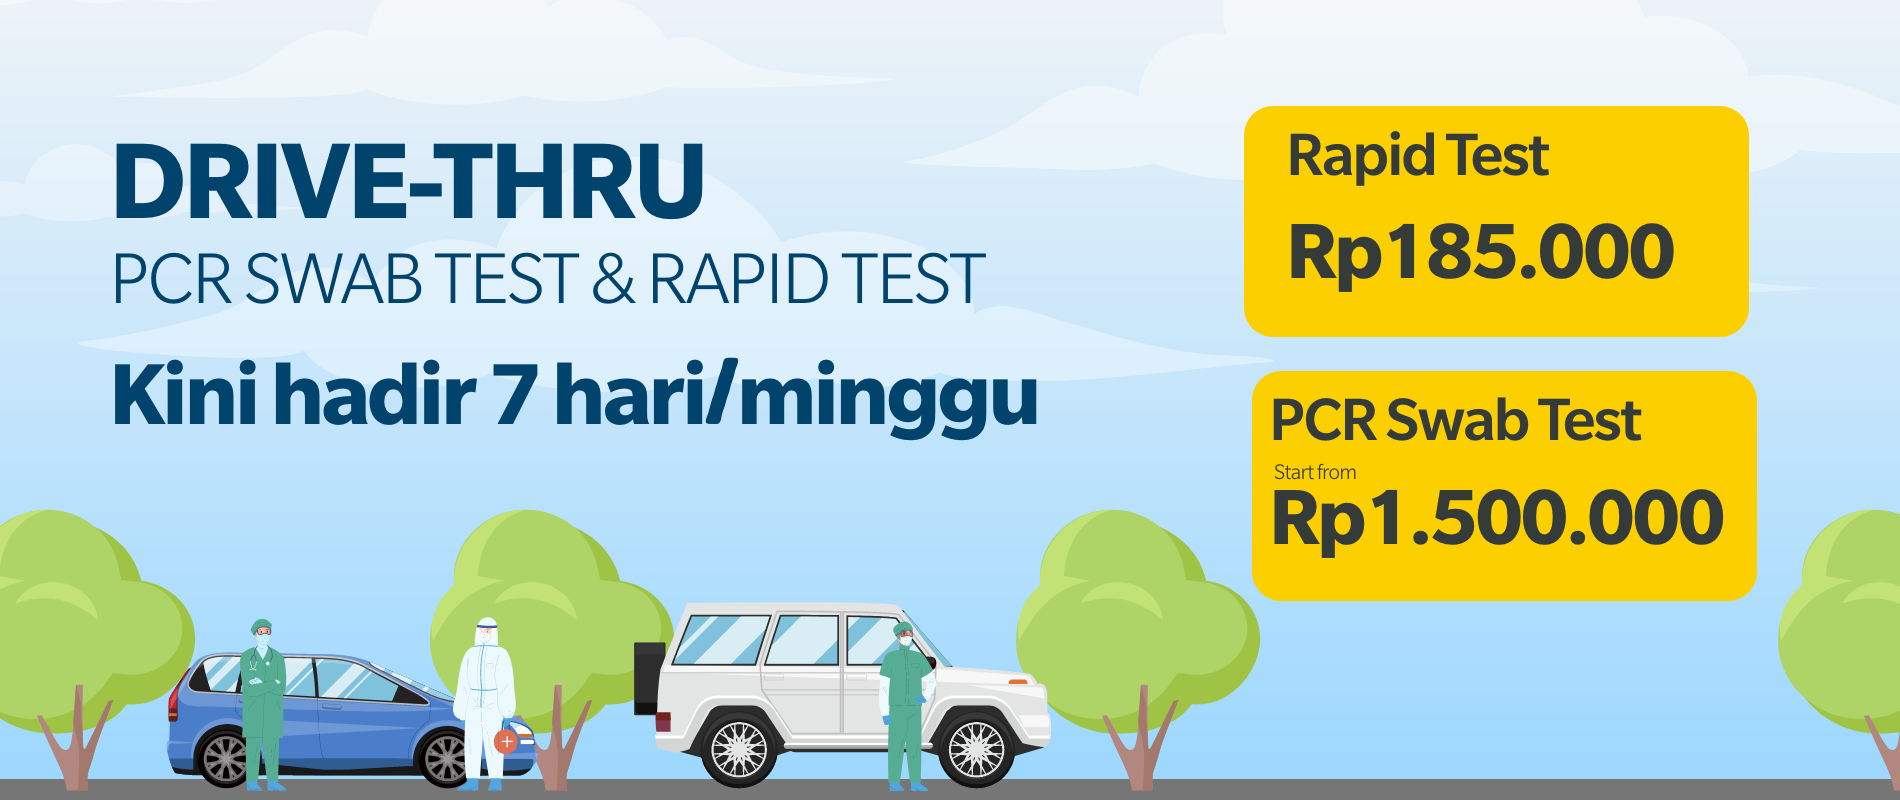 DRIVE-THRU
PCR SWAB TEST & RAPID TEST
Kini hadir 7 hari/minggu
Rapid Test
Rp185.000
PCR Swab Test
Start from
Rp1.500.000